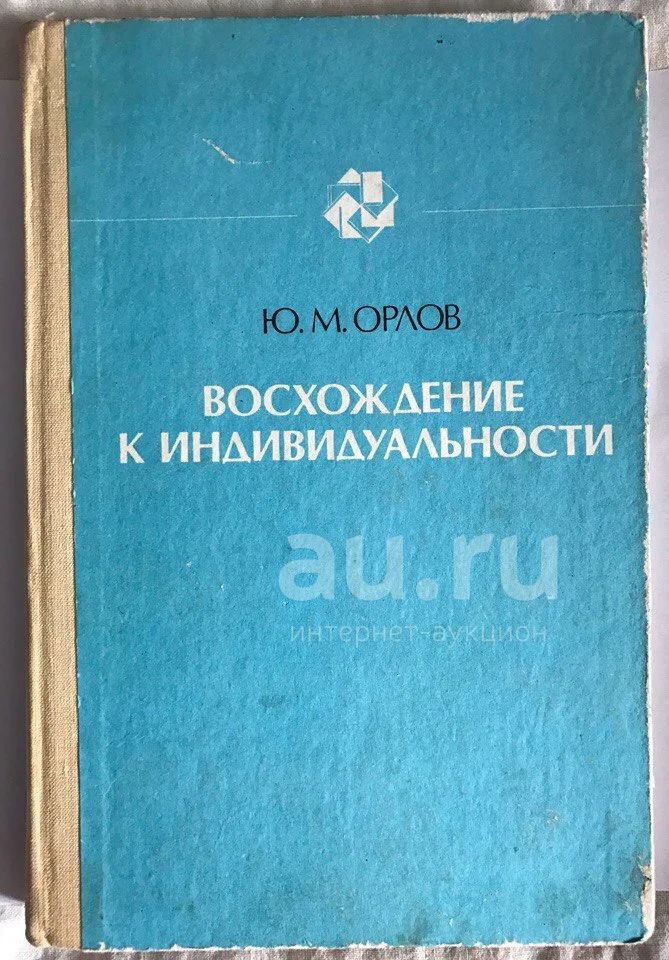 Ю. М. ОРЛОВ
ВОСХОЖДЕНИЕ
К ИНДИВИДУАЛЬНОСТИ
au.ru
интернет-аукцион